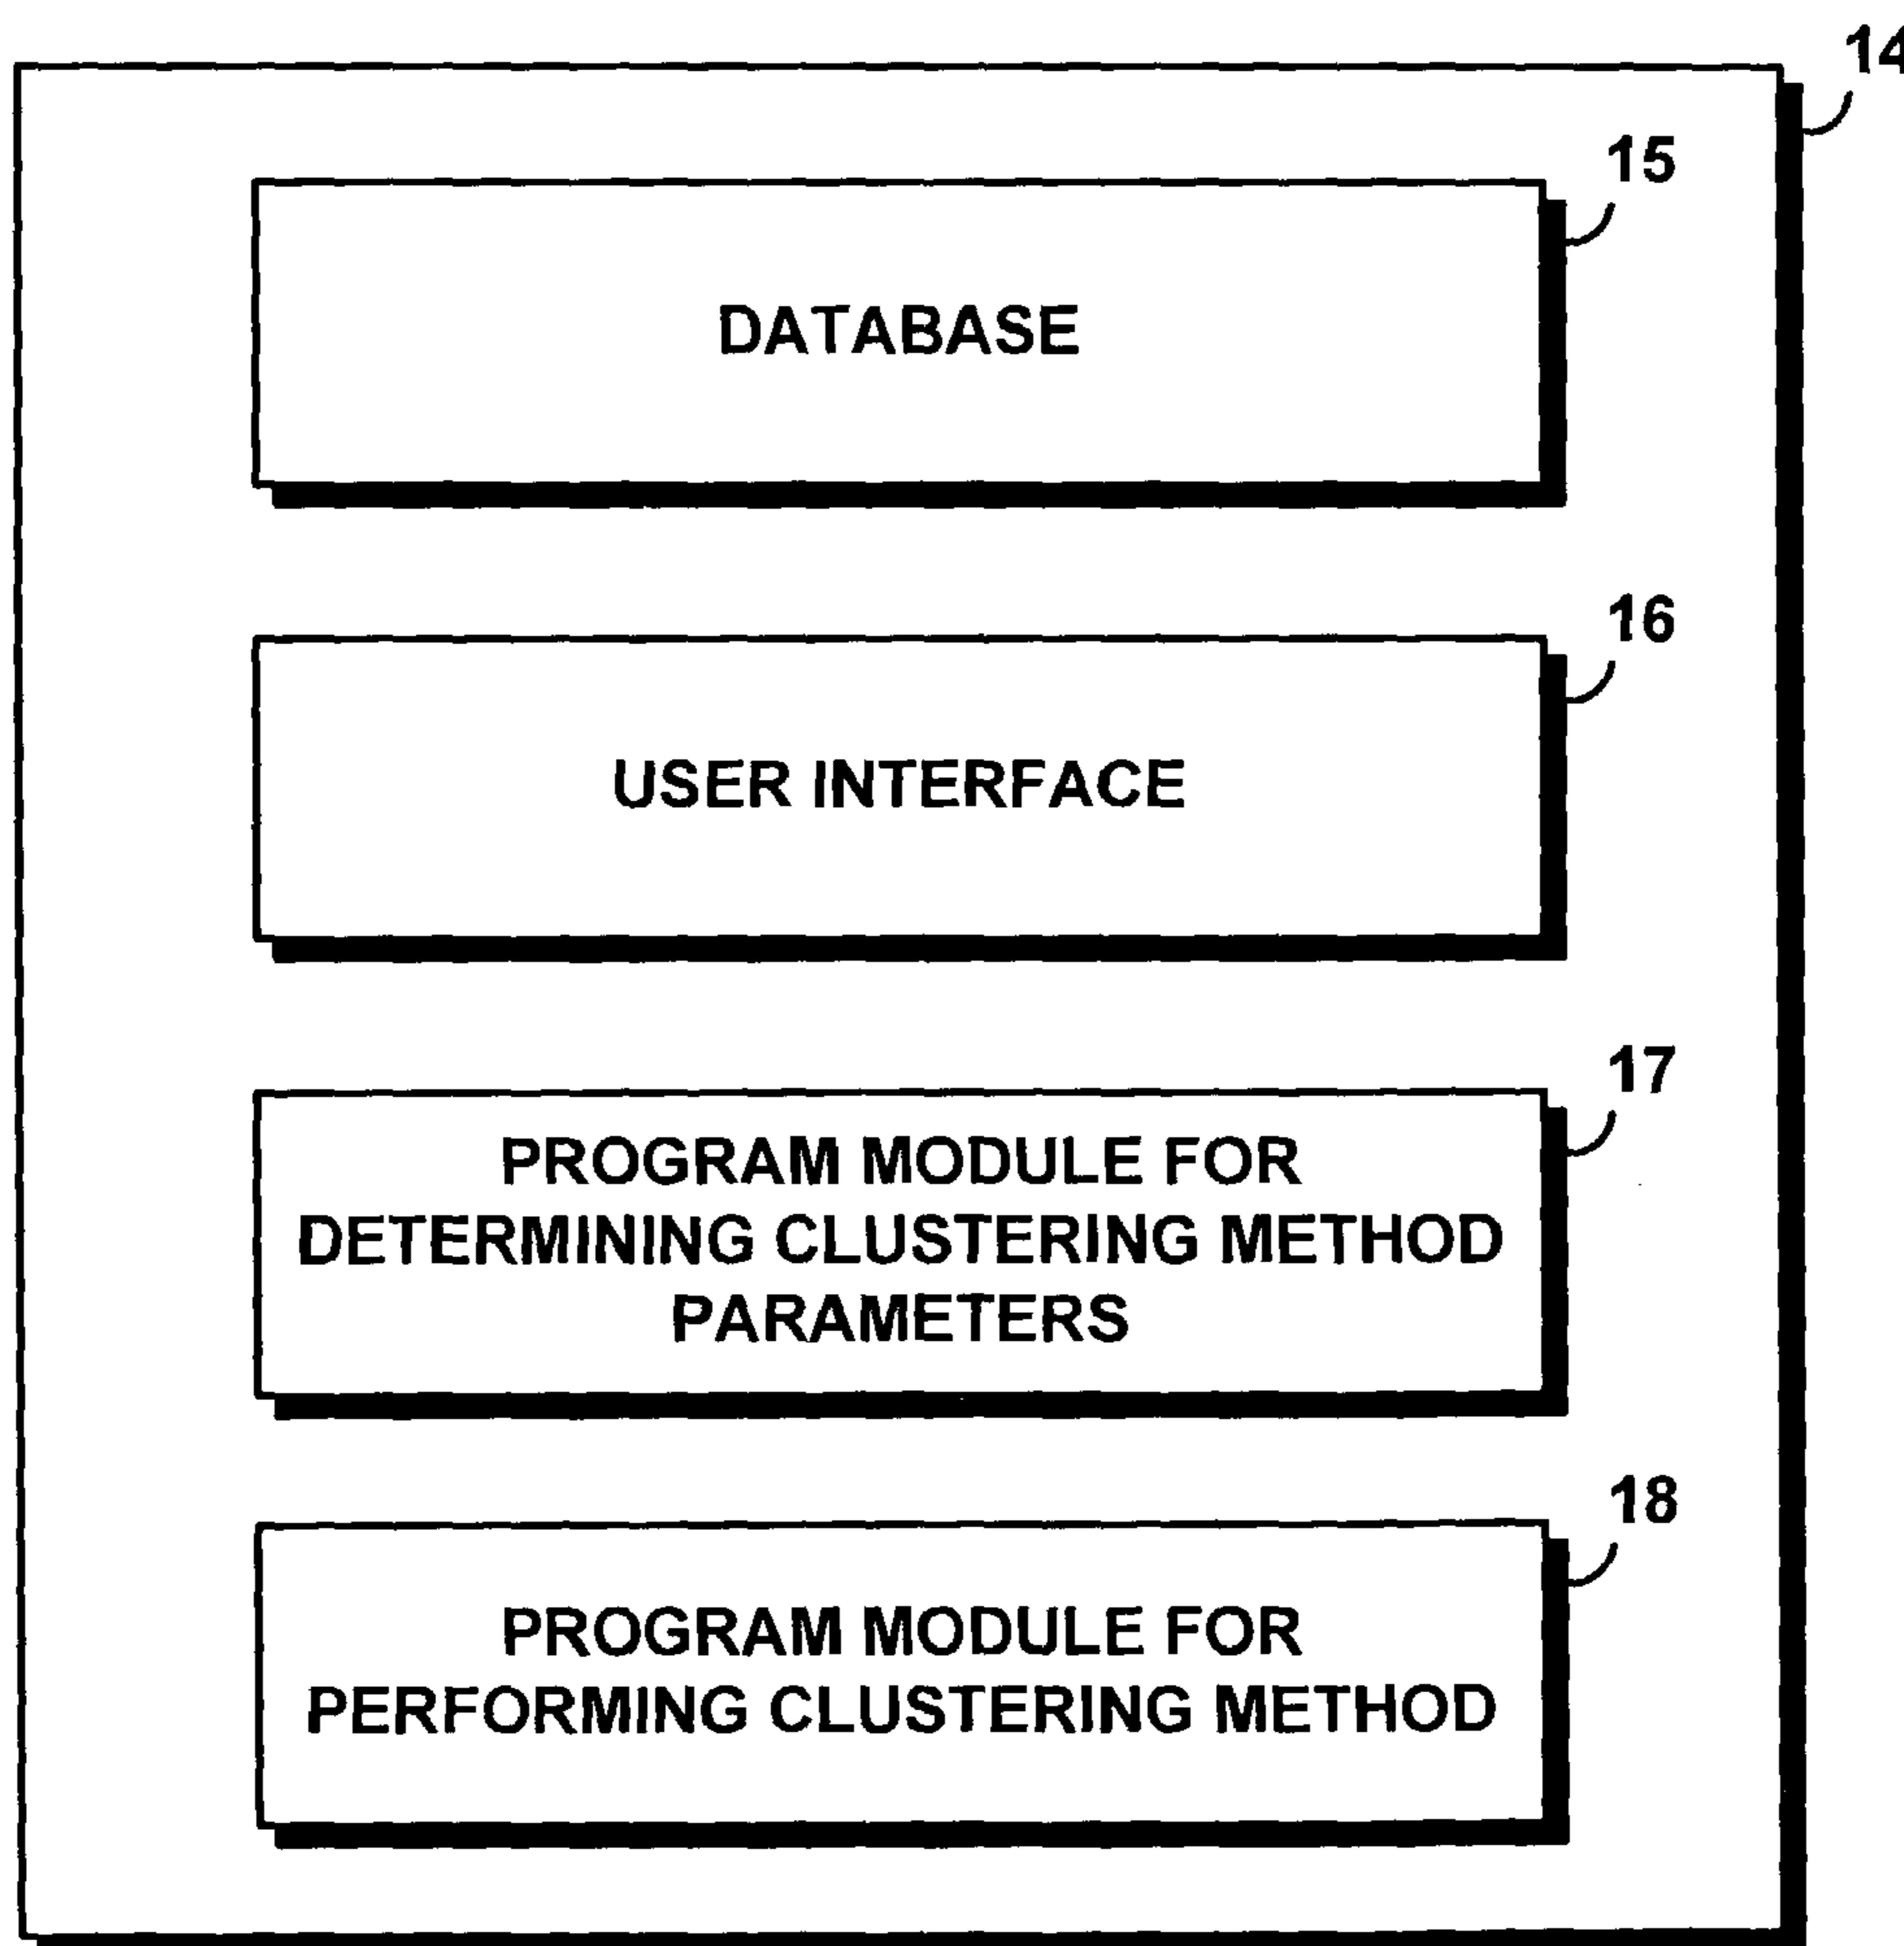 14
15
DATABASE
16
USER INTERFACE
17
PROGRAM MODULE FOR
DETERMINING CLUSTERING METHOD
PARAMETERS
18
PROGRAM MODULE FOR
PERFORMING CLUSTERING METHOD